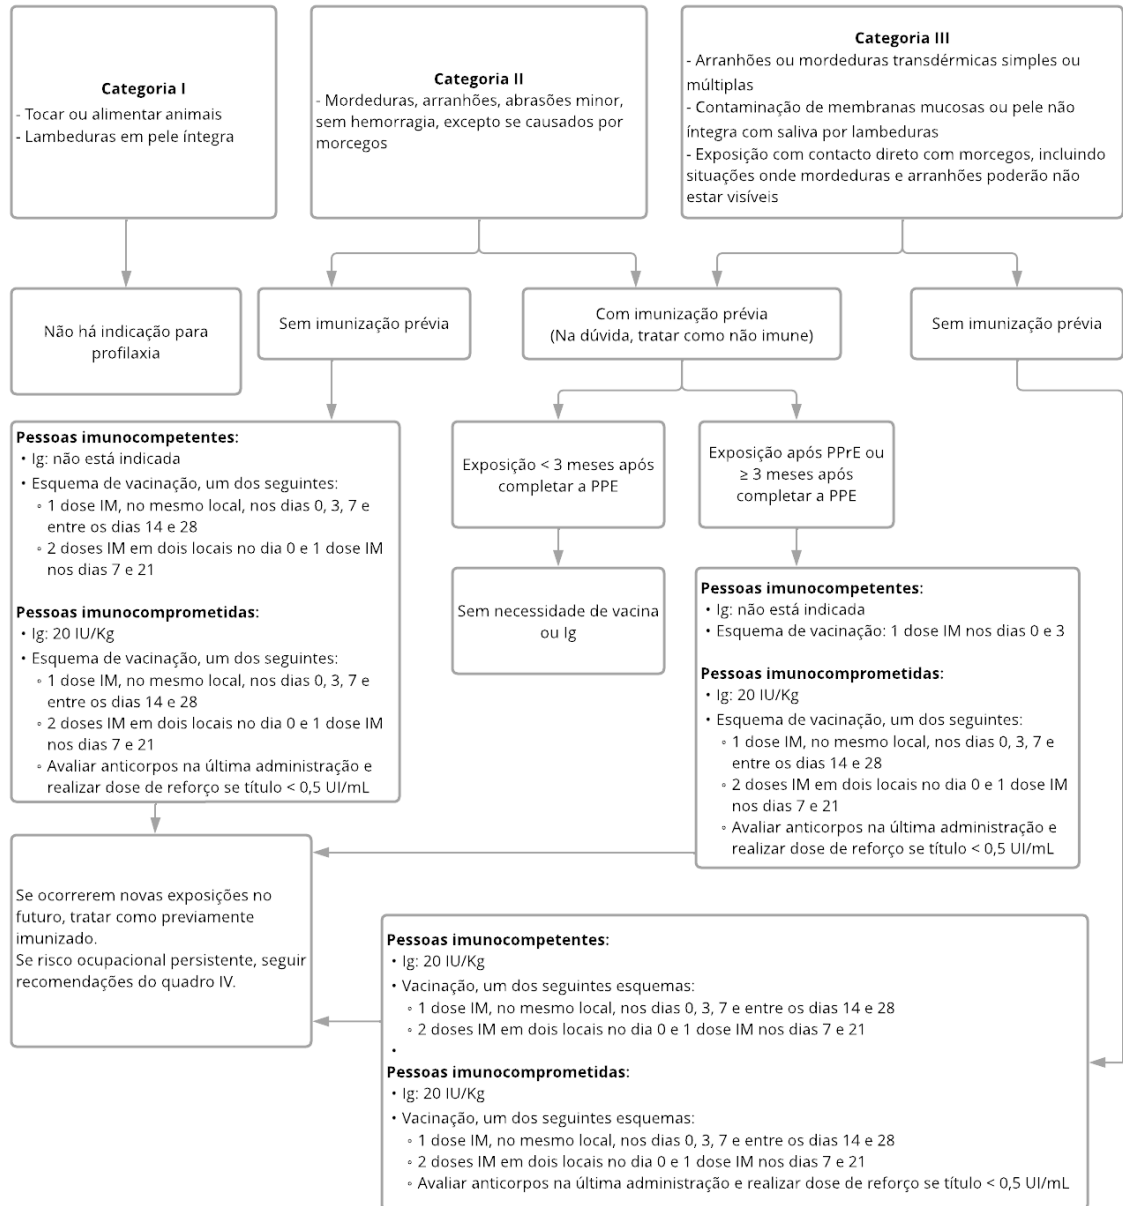 Categoria I
- Tocar ou alimentar animais
- Lambeduras em pele íntegra
Categoria II
- Mordeduras, arranhões, abrasões minor,
sem hemorragia, excepto se causados por
morcegos
Categoria III
- Arranhões ou mordeduras transdérmicas simples ou
múltiplas
- Contaminação de membranas mucosas ou pele não
íntegra com saliva por lambeduras
- Exposição com contacto direto com morcegos, incluindo
situações onde mordeduras e arranhões poderão não
estar visíveis
Não há indicação para
profilaxia
Sem imunização prévia
Com imunização prévia
(Na dúvida, tratar como não imune)
Sem imunização prévia
Pessoas imunocompetentes:
• Ig: não está indicada
• Esquema de vacinação, um dos seguintes:
◦ 1 dose IM, no mesmo local, nos dias 0, 3, 7 e
entre os dias 14 e 28
◦ 2 doses IM em dois locais no dia 0 e 1 dose IM
nos dias 7 e 21
Pessoas imunocomprometidas:
• Ig: 20 IU/Kg
• Esquema de vacinação, um dos seguintes:
◦ 1 dose IM, no mesmo local, nos dias 0, 3, 7 e
entre os dias 14 e 28
◦ 2 doses IM em dois locais no dia 0 e 1 dose IM
nos dias 7 e 21
◦ Avaliar anticorpos na última administração e
realizar dose de reforço se título < 0,5 UI/mL
Exposição < 3 meses após
completar a PPE
Exposição após PPrE ou
≥ 3 meses após
completar a PPE
Sem necessidade de vacina
ou Ig
Pessoas imunocompetentes:
• Ig: não está indicada
• Esquema de vacinação: 1 dose IM nos dias 0 e 3
Pessoas imunocomprometidas:
• Ig: 20 IU/Kg
• Esquema de vacinação, um dos seguintes:
◦ 1 dose IM, no mesmo local, nos dias 0, 3, 7 e
entre os dias 14 e 28
◦ 2 doses IM em dois locais no dia 0 e 1 dose IM
nos dias 7 e 21
◦ Avaliar anticorpos na última administração e
realizar dose de reforço se título < 0,5 UI/mL
Se ocorrerem novas exposições no
futuro, tratar como previamente
imunizado.
Se risco ocupacional persistente, seguir
recomendações do quadro IV.
Pessoas imunocompetentes:
• Ig: 20 IU/Kg
• Vacinação, um dos seguintes esquemas:
◦ 1 dose IM, no mesmo local, nos dias 0, 3, 7 e entre os dias 14 e 28
◦ 2 doses IM em dois locais no dia 0 e 1 dose IM nos dias 7 e 21
•
Pessoas imunocomprometidas:
• Ig: 20 IU/Kg
• Vacinação, um dos seguintes esquemas:
◦ 1 dose IM, no mesmo local, nos dias 0, 3, 7 e entre os dias 14 e 28
◦ 2 doses IM em dois locais no dia 0 e 1 dose IM nos dias 7 e 21
◦ Avaliar anticorpos na última administração e realizar dose de reforço se título < 0,5 UI/mL